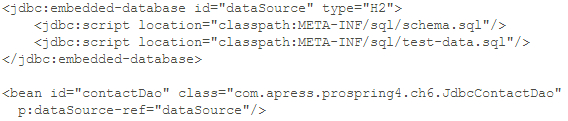 <jdbc:embedded-database id="dataSource" type="H2">
    <jdbc:script location="classpath:META-INF/sql/schema.sql"/>
    <jdbc:script location="classpath:META-INF/sql/test-data.sql"/>
</jdbc:embedded-database>

<bean id="contactDao" class="com.apress.prospring4.ch6.JdbcContactDao"
  p:dataSource-ref="dataSource"/>